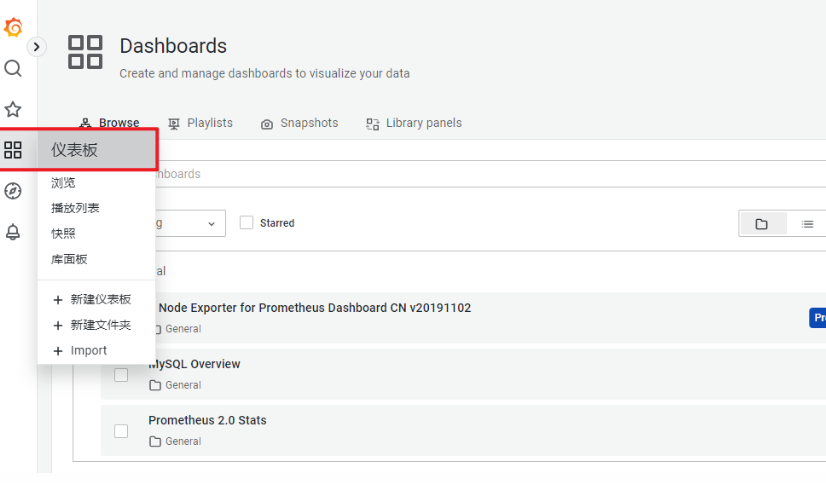 Dashboards
Create and manage dashboards to visualize your data
Browse Playlists Snapshots Library panels
仪表板
浏览
播放列表
快照
库面板
+ 新建仪表板
+ 新建文件夹
+ Import
hboards
g Starred
al
Node Exporter for Prometheus Dashboard CN v20191102
General
Pr
MySQL Overview
General
Prometheus 2.0 Stats
General